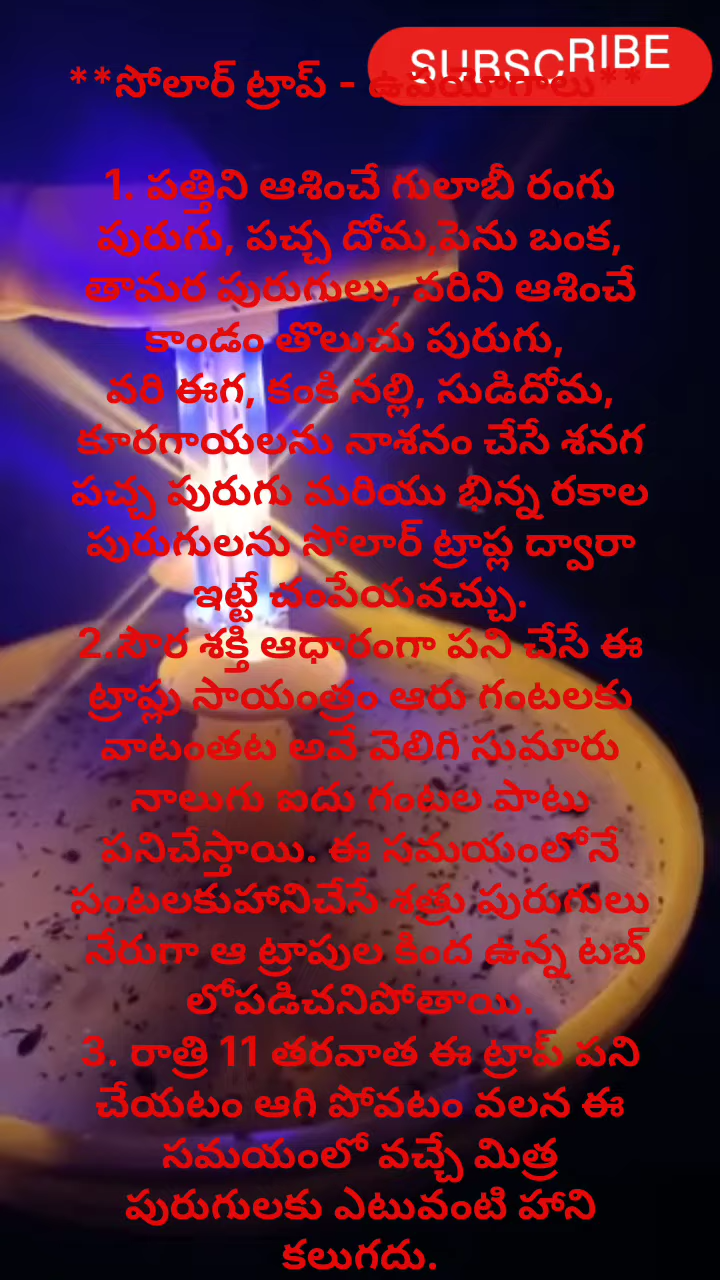 SUBSCRIBE
**సోలార్ ట్రాప్ - ఉపయోగాలు**
1. పత్తిని ఆశించే గులాబీ రంగు
పురుగు, పచ్చ దోమ,పెను బంక,
తామర పురుగులు, వరిని ఆశించే
కాండం తొలుచు పురుగు,
వరి ఈగ, కంకి నల్లి, సుడిదోమ,
కూరగాయలను నాశనం చేసే శనగ
పచ్చ పురుగు మరియు భిన్న రకాల
పురుగులను సోలార్ ట్రాప్ల ద్వారా
ఇట్టే చంపేయవచ్చు.
2.సౌర శక్తి ఆధారంగా పని చేసే ఈ
ట్రాప్లు సాయంత్రం ఆరు గంటలకు
వాటంతట అవే వెలిగి సుమారు
నాలుగు ఐదు గంటల పాటు
పనిచేస్తాయి. ఈ సమయంలోనే
పంటలకుహానిచేసే శత్రు పురుగులు
నేరుగా ఆ ట్రాపుల కింద ఉన్న టబ్
లోపడిచనిపోతాయి.
3. రాత్రి 11 తరవాత ఈ ట్రాప్ పని
చేయటం ఆగి పోవటం వలన ఈ
సమయంలో వచ్చే మిత్ర
పురుగులకు ఎటువంటి హాని
కలుగదు.